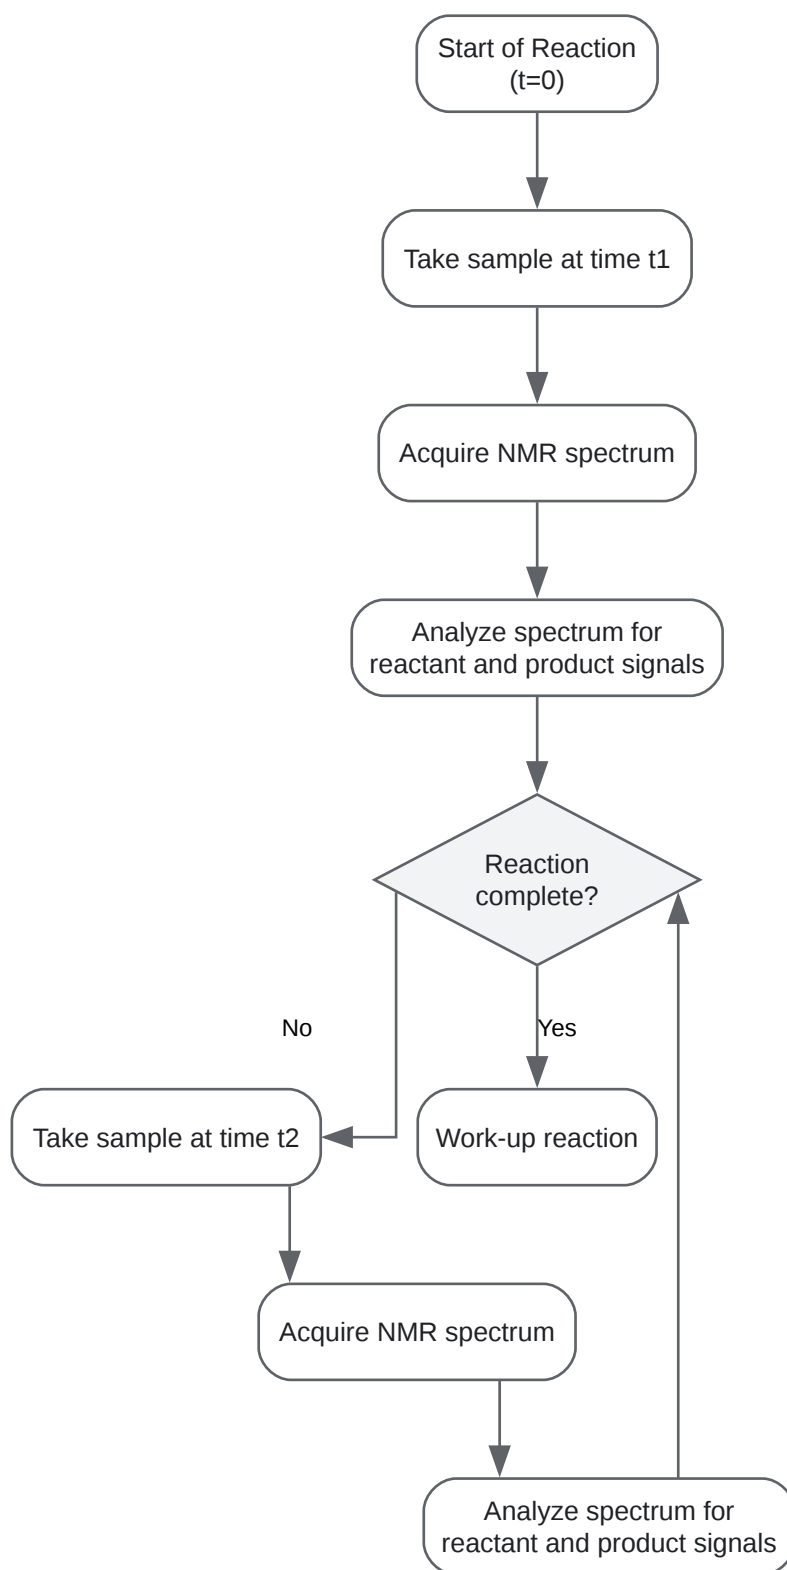 Start of Reaction
(t=0)
Take sample at time t1
Acquire NMR spectrum
Analyze spectrum for
reactant and product signals
Reaction
complete?
No
Yes
Take sample at time t2
Work-up reaction
Acquire NMR spectrum
Analyze spectrum for
reactant and product signals